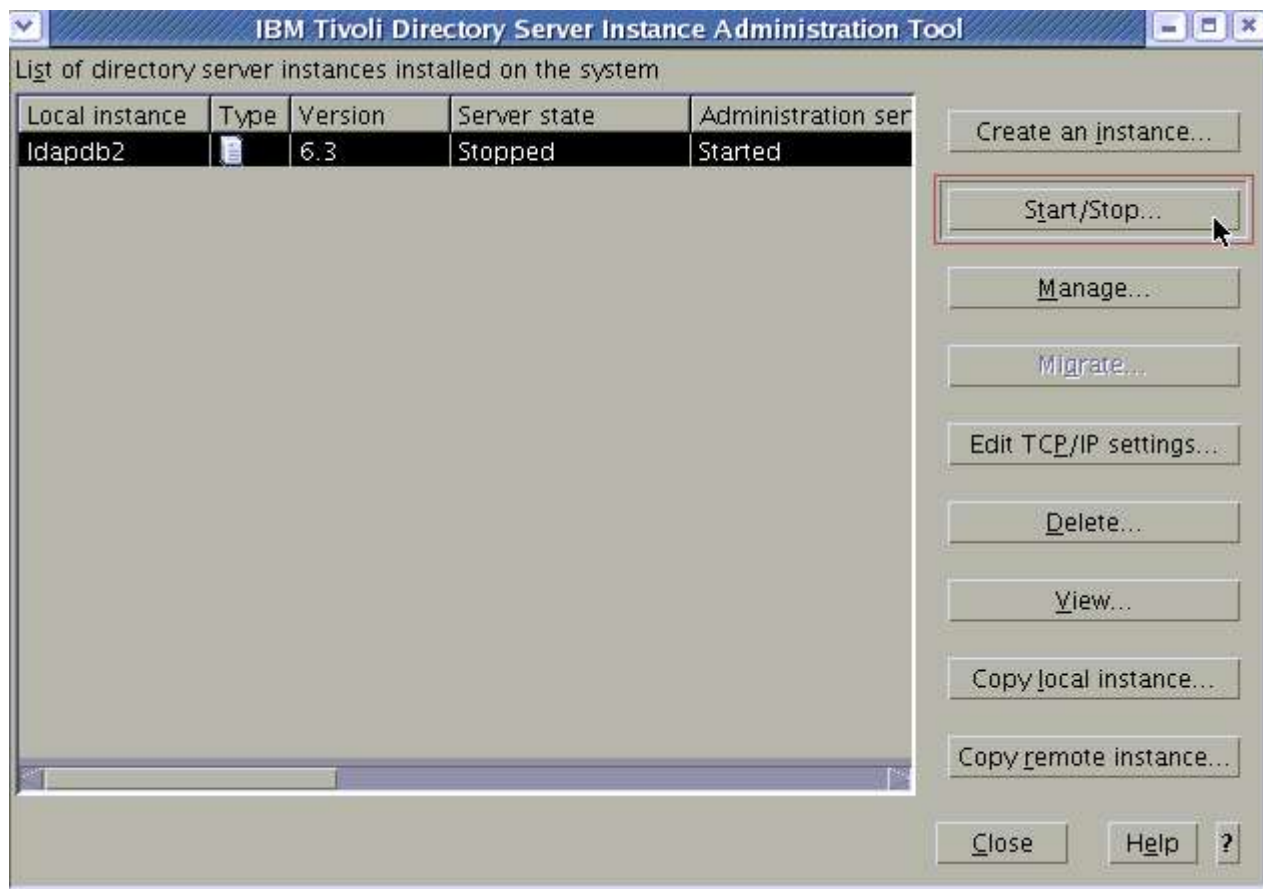 IBM Tivoli Directory Server Instance Administration Tool
List of directory server instances installed on the system
Local instance Type Version Server state Administration ser
ldapdb2 6.3 Stopped Started
Create an instance...
Start/Stop...
Manage...
Migrate...
Edit TCP/IP settings...
Delete...
View...
Copy local instance...
Copy remote instance...
Close Help ?